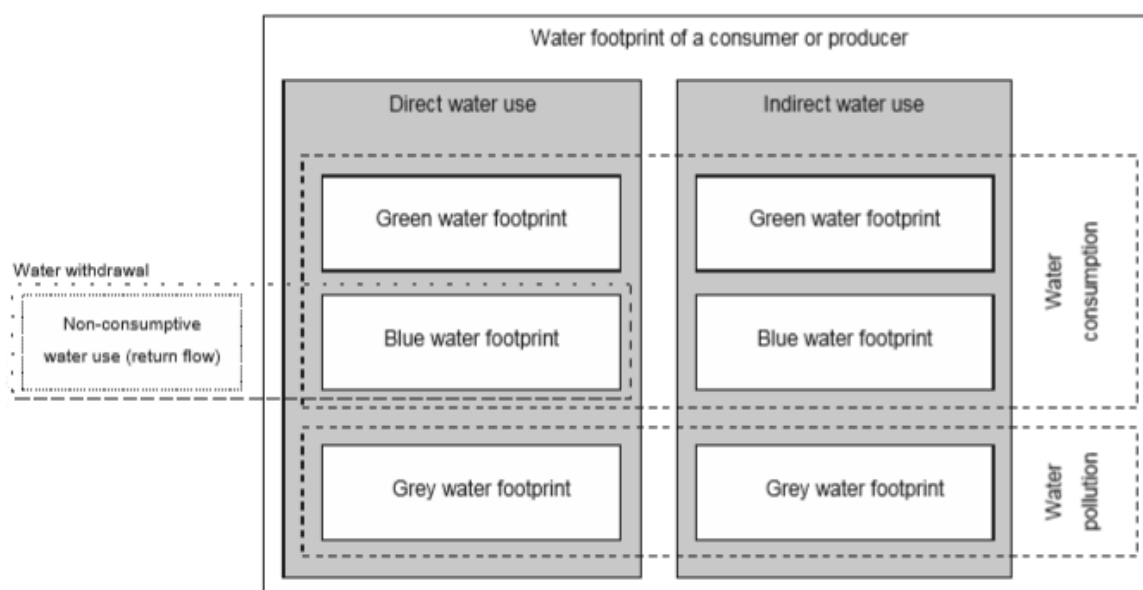 Water footprint of a consumer or producer
Direct water use
Indirect water use
Green water footprint
Green water footprint
Water
consumption
Water withdrawal
Non-consumptive
water use (return flow)
Blue water footprint
Blue water footprint
Grey water footprint
Grey water footprint
Water
pollution